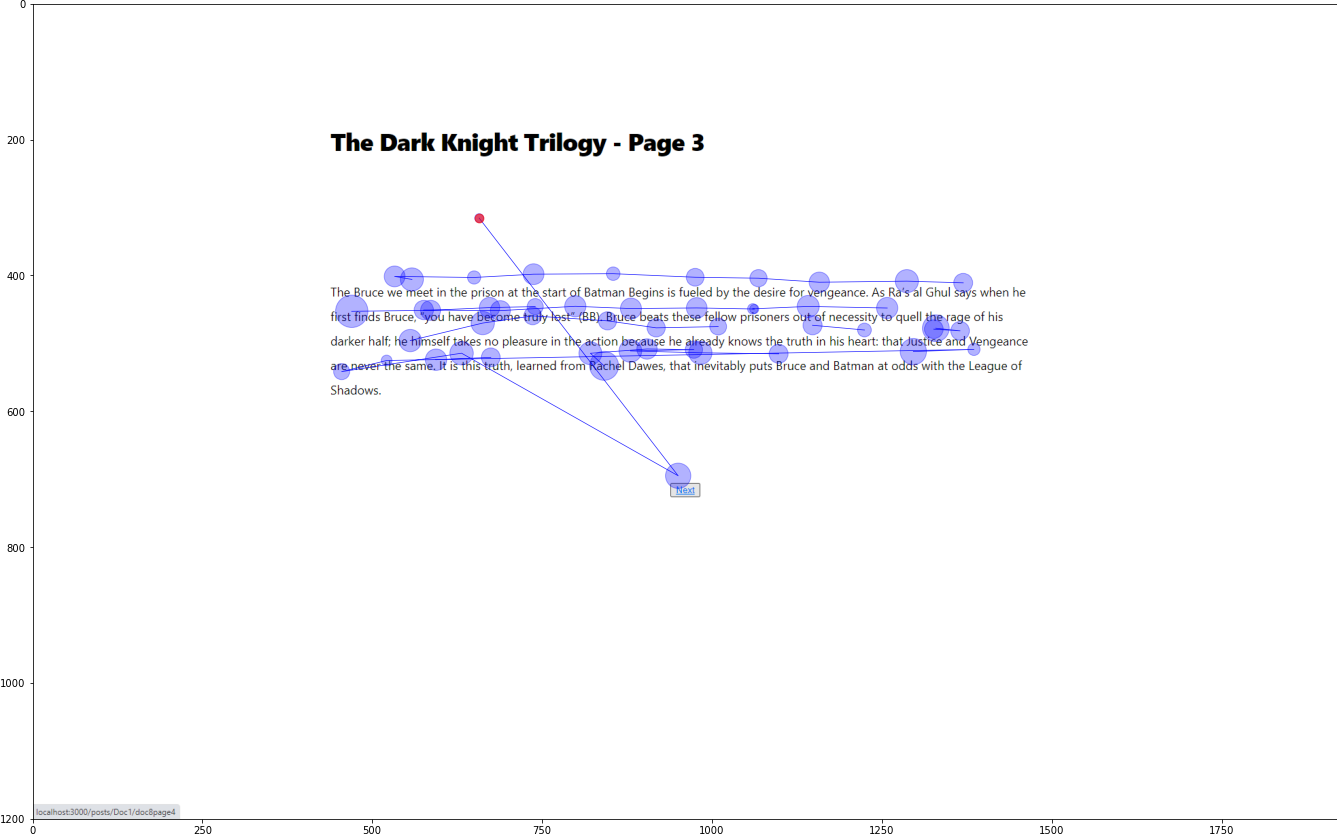 0
200
The Dark Knight Trilogy - Page 3
400
The Bruce we meet in the prison at the start of Batman Begins is fueled by the desire for vengeance. As Ra's al Ghul says when he
first finds Bruce, "you have become truly lost" (BB). Bruce beats these fellow prisoners out of necessity to quell the rage of his
darker half; he himself takes no pleasure in the action because he already knows the truth in his heart: that Justice and Vengeance
are never the same. It is this truth, learned from Rachel Dawes, that inevitably puts Bruce and Batman at odds with the League of
Shadows.
600
Next
800
1000
localhost:3000/posts/Doc1/doc8page4
1200
0 250 500 750 1000 1250 1500 1750